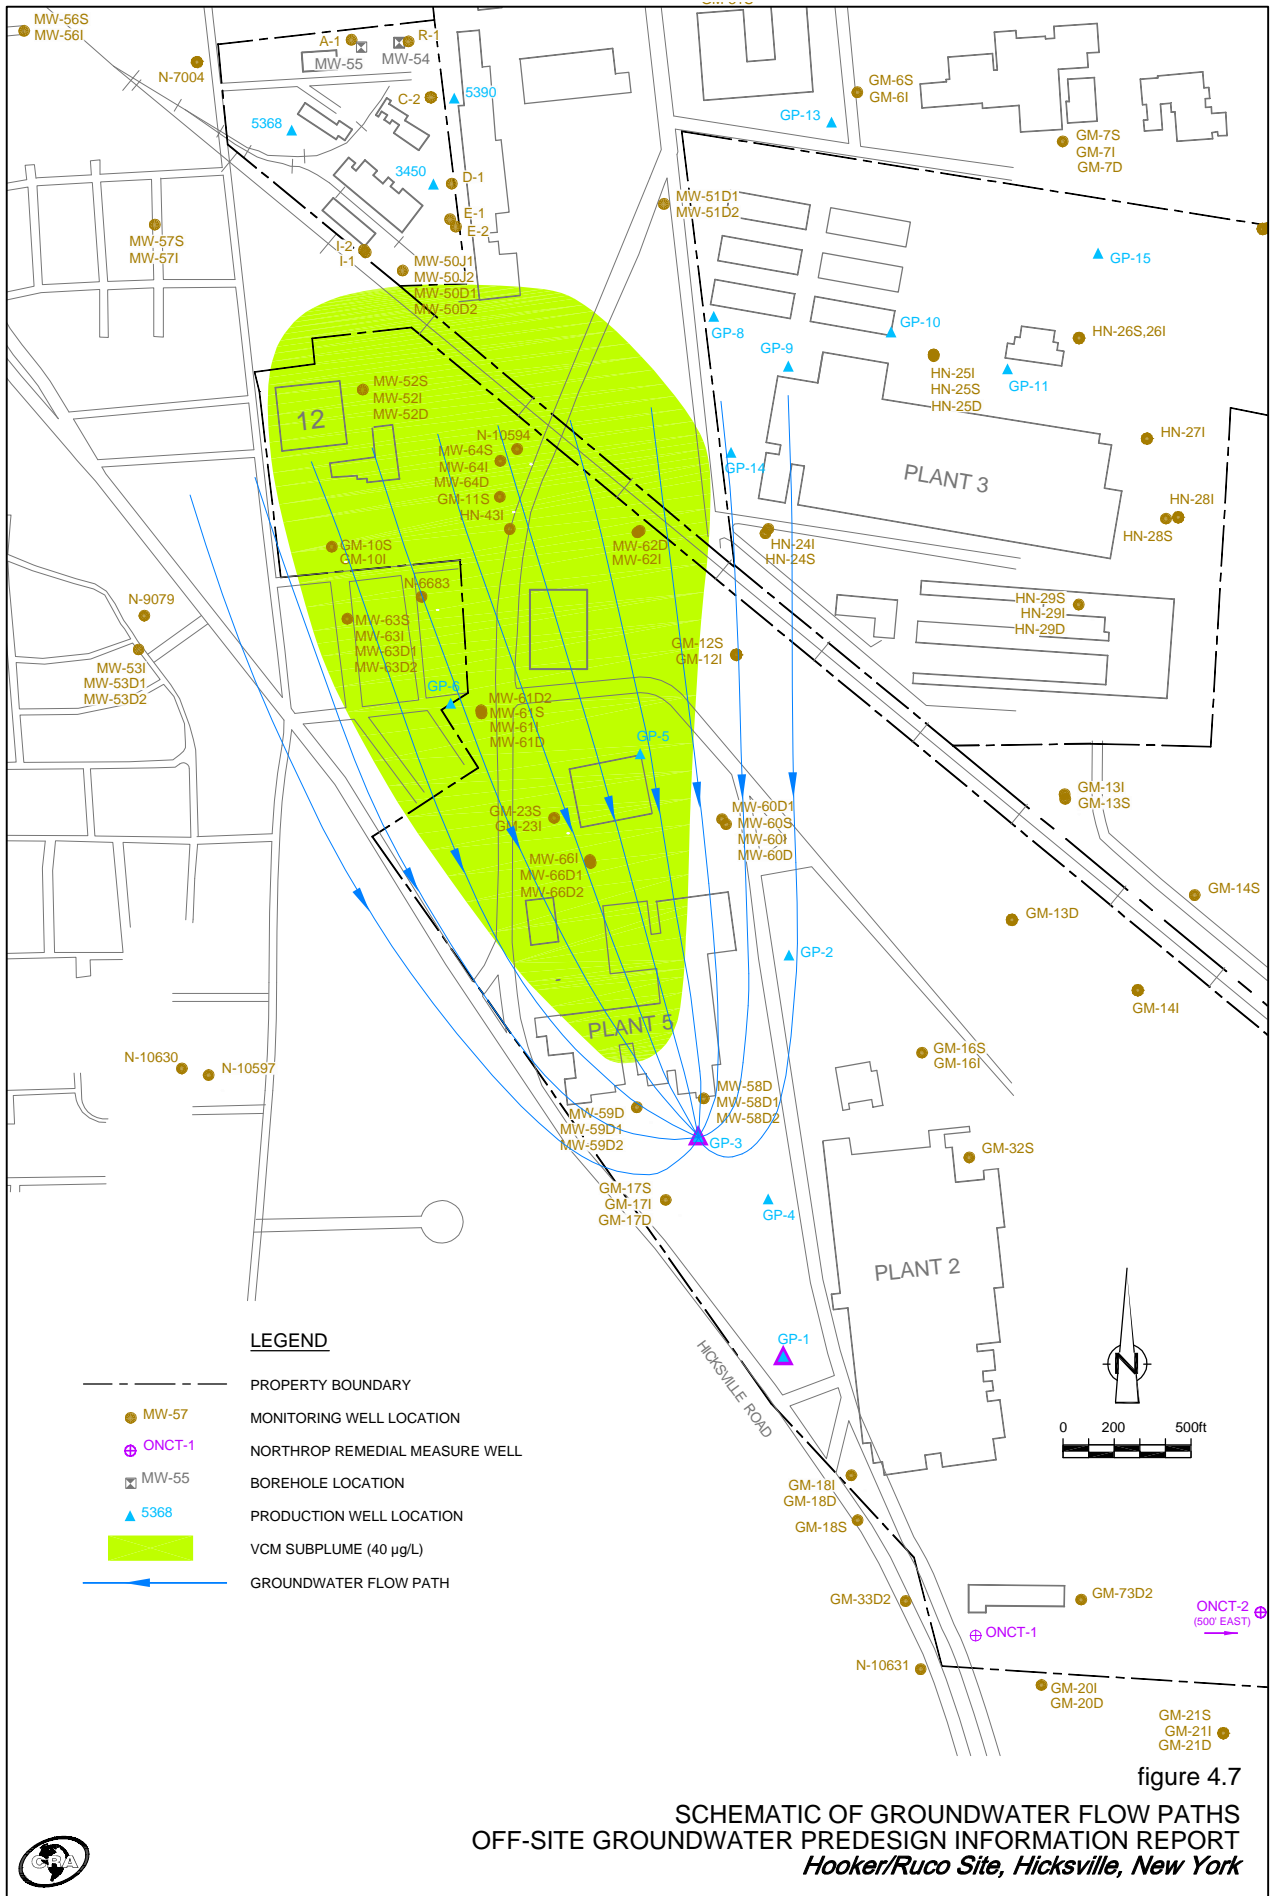 MW-56S
MW-56I
N-7004
A-1
MW-55
R-1
MW-54
C-2
5390
5368
3450
D-1
E-1
E-2
MW-57S
MW-57I
I-2
I-1
MW-50J1
MW-50J2
MW-50D1
MW-50D2
GM-6S
GM-6I
GP-13
GM-7S
GM-7I
GM-7D
MW-51D1
MW-51D2
GP-15
GP-8
GP-10
GP-9
HN-26S,26I
HN-25I
HN-25S
HN-25D
GP-11
12
MW-52S
MW-52I
MW-52D
N-10594
MW-64S
MW-64I
MW-64D
GM-11S
HN-43I
GP-14
PLANT 3
HN-27I
HN-28I
HN-28S
GM-10S
GM-10I
MW-62D
MW-62I
HN-24I
HN-24S
N-9079
N-6683
MW-63S
MW-63I
MW-63D1
MW-63D2
HN-29S
HN-29I
HN-29D
GM-12S
GM-12I
MW-53I
MW-53D1
MW-53D2
GP-6
MW-61D2
MW-61S
MW-61I
MW-61D
GP-5
GM-13I
GM-13S
GM-23S
GM-23I
MW-60D1
MW-60S
MW-60I
MW-60D
MW-66I
MW-66D1
MW-66D2
GM-14S
GM-13D
GP-2
GM-14I
PLANT 5
N-10630
N-10597
GM-16S
GM-16I
MW-58D
MW-58D1
MW-58D2
MW-59D
MW-59D1
MW-59D2
GP-3
GM-32S
GM-17S
GM-17I
GM-17D
GP-4
PLANT 2
GP-1
HICKSVILLE ROAD
N
0 200 500ft
LEGEND
PROPERTY BOUNDARY
MW-57 MONITORING WELL LOCATION
ONCT-1 NORTHROP REMEDIAL MEASURE WELL
MW-55 BOREHOLE LOCATION
5368 PRODUCTION WELL LOCATION
VCM SUBPLUME (40 µg/L)
GROUNDWATER FLOW PATH
GM-18I
GM-18D
GM-18S
GM-33D2
GM-73D2
ONCT-1
ONCT-2
(500' EAST)
N-10631
GM-20I
GM-20D
GM-21S
GM-21I
GM-21D
figure 4.7
SCHEMATIC OF GROUNDWATER FLOW PATHS
OFF-SITE GROUNDWATER PREDESIGN INFORMATION REPORT
Hooker/Ruco Site, Hicksville, New York
CRA